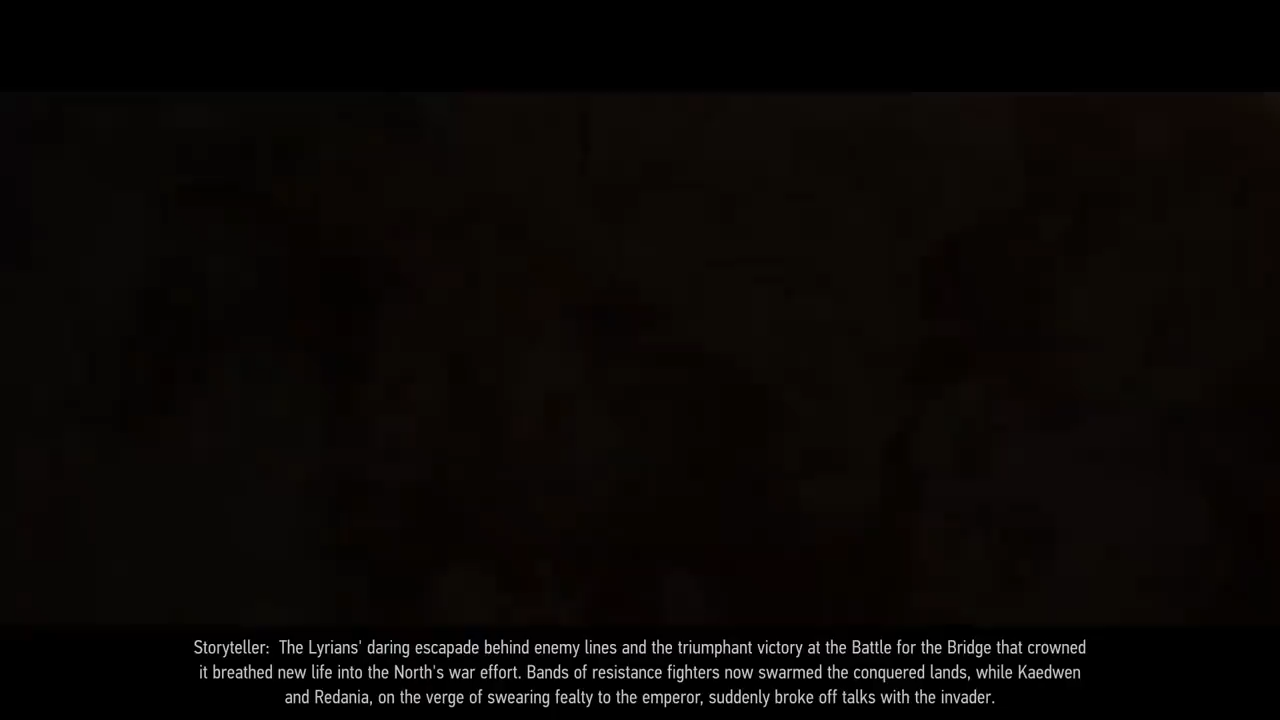 Storyteller:  The Lyrians' daring escapade behind enemy lines and the triumphant victory at the Battle for the Bridge that crowned
it breathed new life into the North's war effort. Bands of resistance fighters now swarmed the conquered lands, while Kaedwen
and Redania, on the verge of swearing fealty to the emperor, suddenly broke off talks with the invader.